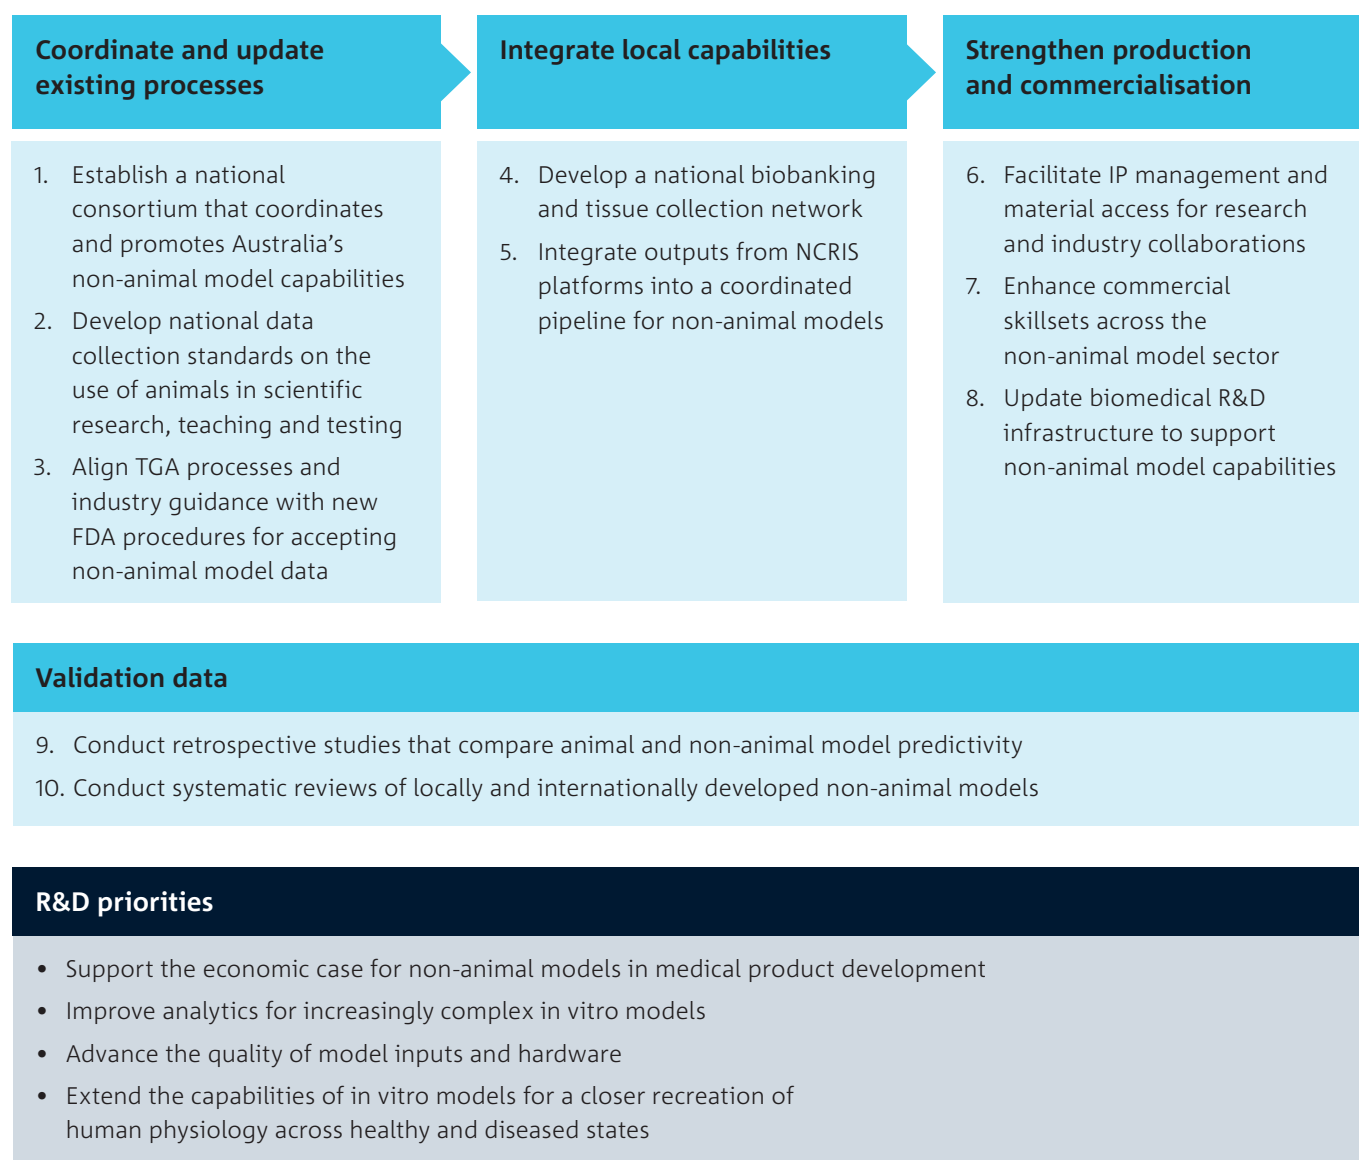 Coordinate and update
existing processes
1. Establish a national
consortium that coordinates
and promotes Australia’s
non-animal model capabilities
2. Develop national data
collection standards on the
use of animals in scientific
research, teaching and testing
3. Align TGA processes and
industry guidance with new
FDA procedures for accepting
non-animal model data
Integrate local capabilities
4. Develop a national biobanking
and tissue collection network
5. Integrate outputs from NCRIS
platforms into a coordinated
pipeline for non-animal models
Strengthen production
and commercialisation
6. Facilitate IP management and
material access for research
and industry collaborations
7. Enhance commercial
skillsets across the
non-animal model sector
8. Update biomedical R&D
infrastructure to support
non-animal model capabilities
Validation data
9. Conduct retrospective studies that compare animal and non-animal model predictivity
10. Conduct systematic reviews of locally and internationally developed non-animal models
R&D priorities
• Support the economic case for non-animal models in medical product development
• Improve analytics for increasingly complex in vitro models
• Advance the quality of model inputs and hardware
• Extend the capabilities of in vitro models for a closer recreation of
human physiology across healthy and diseased states